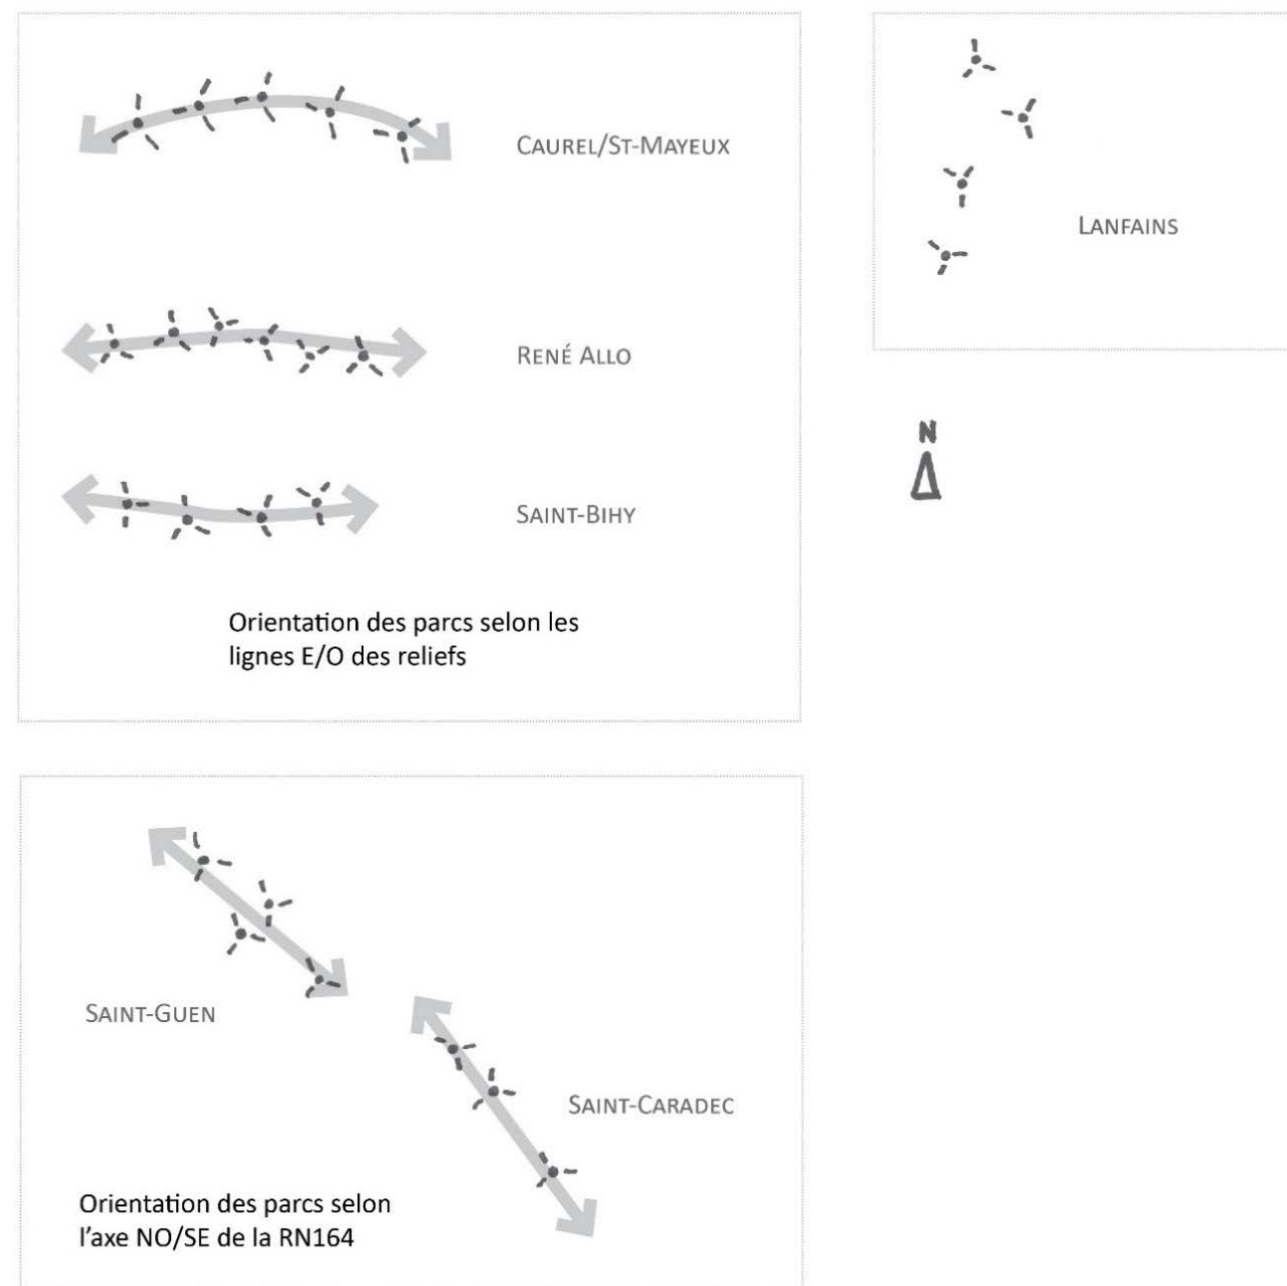 CAUREL/ST-MAYEUX
RENÉ ALLO
SAINT-BIHY
Orientation des parcs selon les
lignes E/O des reliefs
LANFAINS
N
SAINT-GUEN
SAINT-CARADEC
Orientation des parcs selon
l'axe NO/SE de la RN164